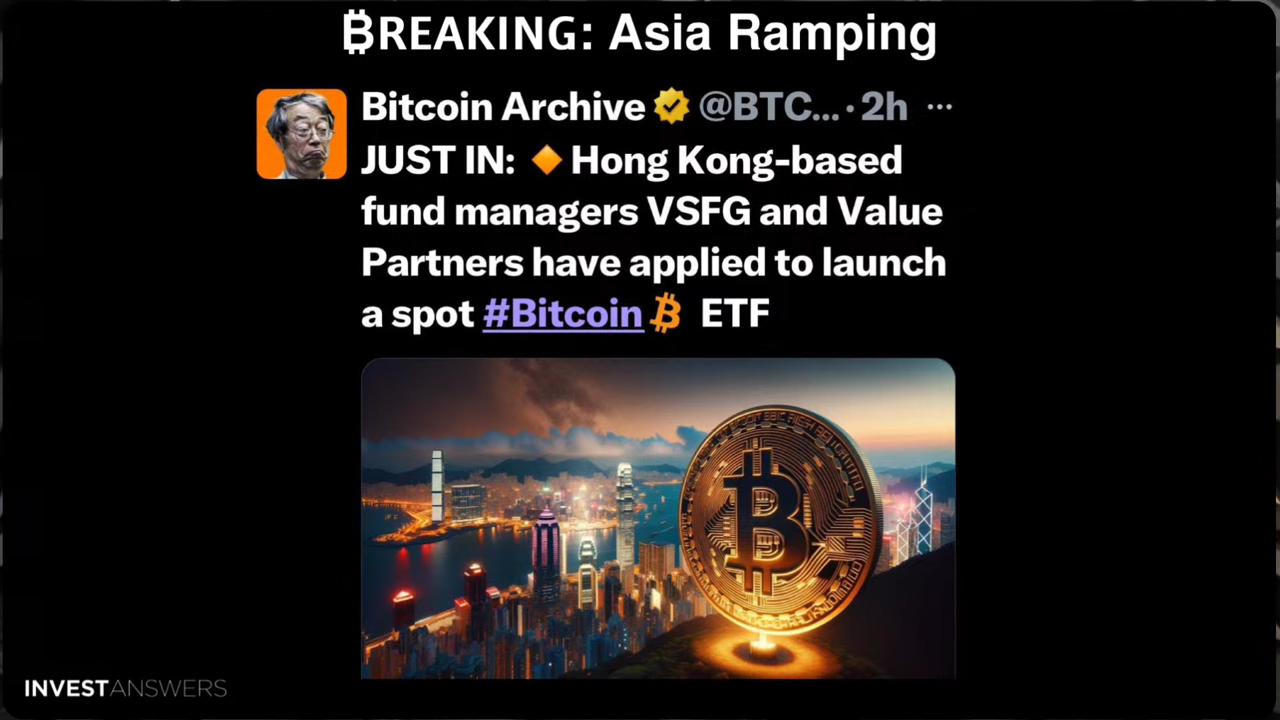 ₿REAKING: Asia Ramping
Bitcoin Archive @BTC... · 2h ...
JUST IN: 🔶Hong Kong-based
fund managers VSFG and Value
Partners have applied to launch
a spot #Bitcoin₿ ETF
INVESTANSWERS